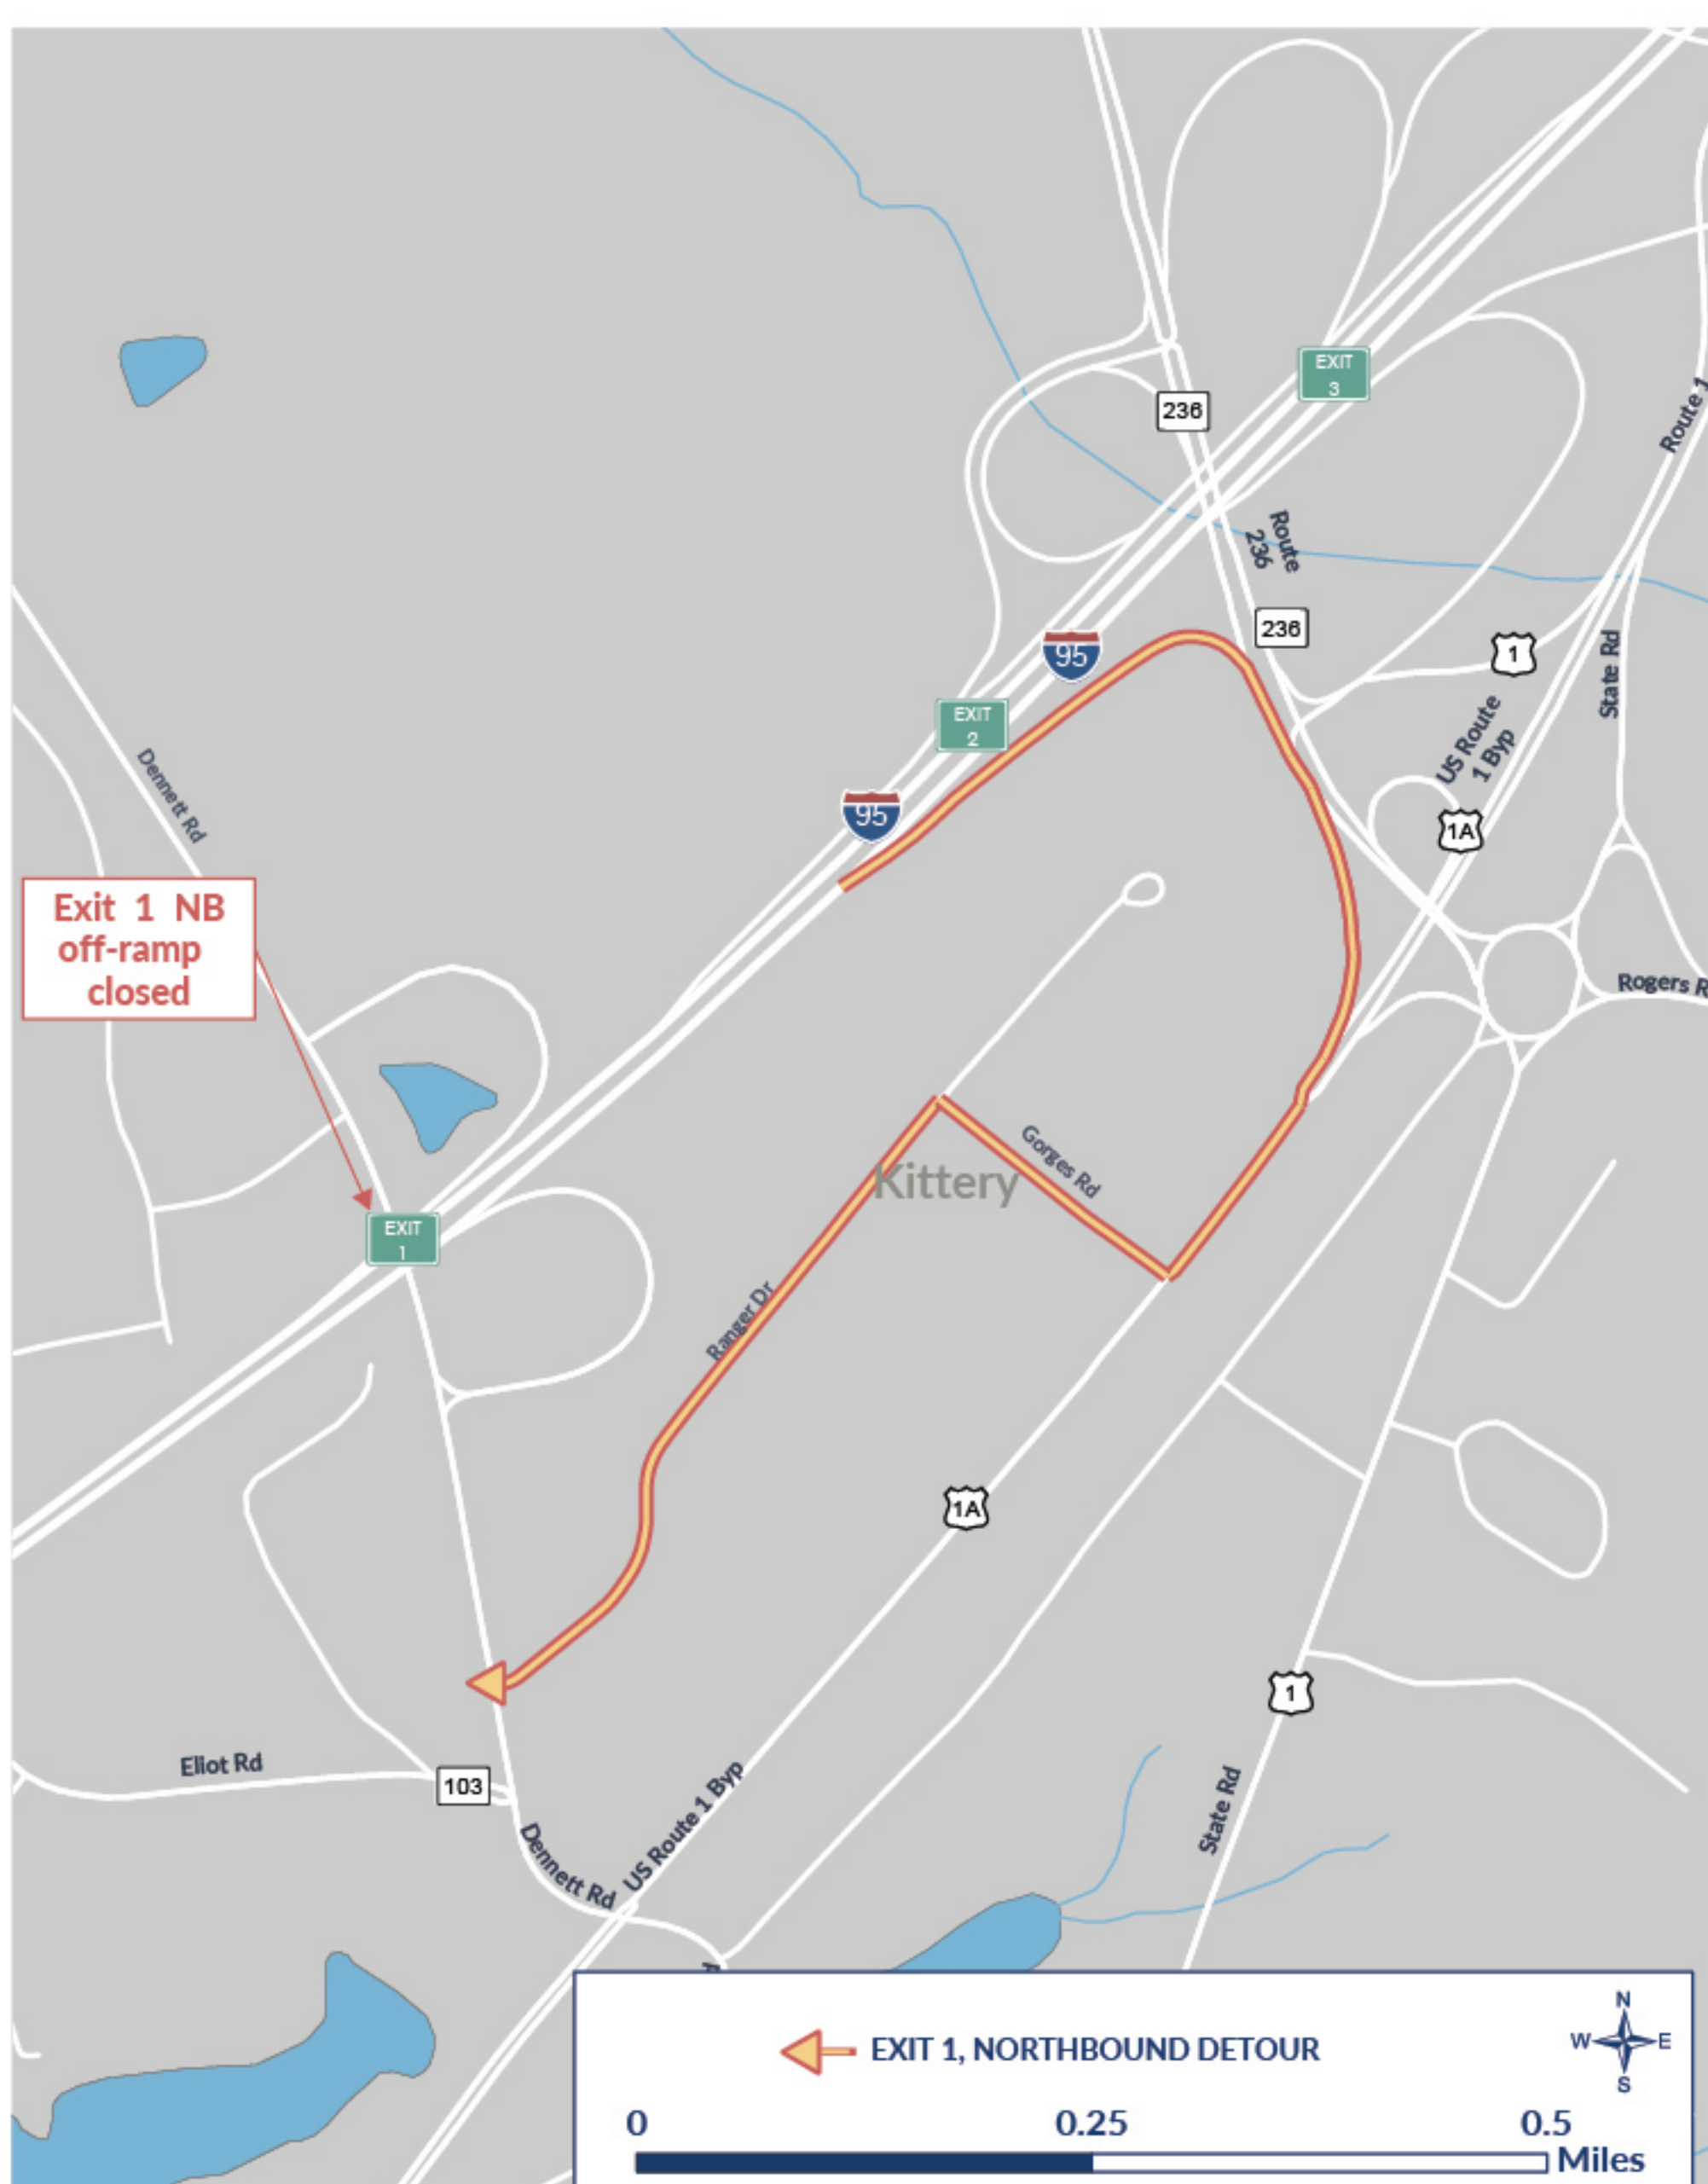 EXIT
3
236
Route 1
Route
236
236
1
State Rd
95
EXIT
2
US Route
1 Byp
Dennett Rd
95
1A
Exit 1 NB
off-ramp
closed
Rogers R
Gorges Rd
Kittery
EXIT
1
Ranger Dr
1A
1
Eliot Rd
103
US Route 1 Byp
State Rd
Dennett Rd
EXIT 1, NORTHBOUND DETOUR
N
W E
S
0 0.25 0.5
Miles